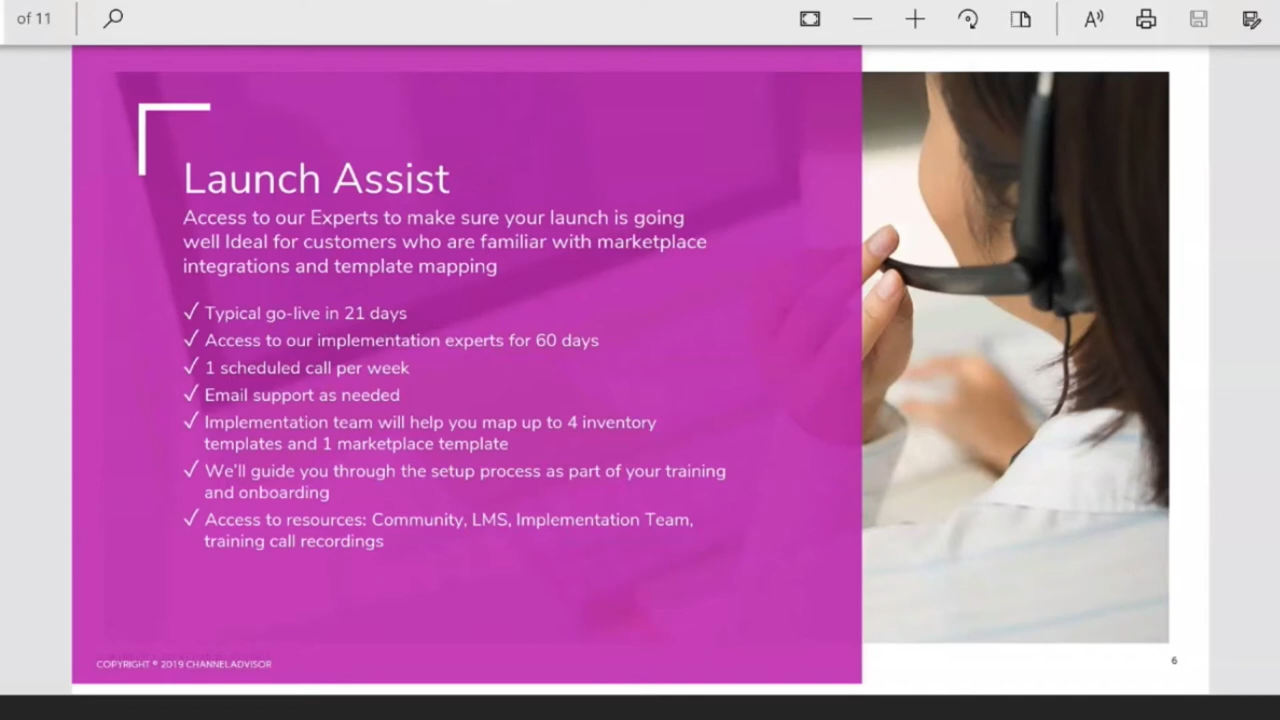 of 11
Launch Assist
Access to our Experts to make sure your launch is going
well Ideal for customers who are familiar with marketplace
integrations and template mapping
✓ Typical go-live in 21 days
✓ Access to our implementation experts for 60 days
✓ 1 scheduled call per week
✓ Email support as needed
✓ Implementation team will help you map up to 4 inventory
templates and 1 marketplace template
✓ We'll guide you through the setup process as part of your training
and onboarding
✓ Access to resources: Community, LMS, Implementation Team,
training call recordings
COPYRIGHT © 2019 CHANNELADVISOR
6